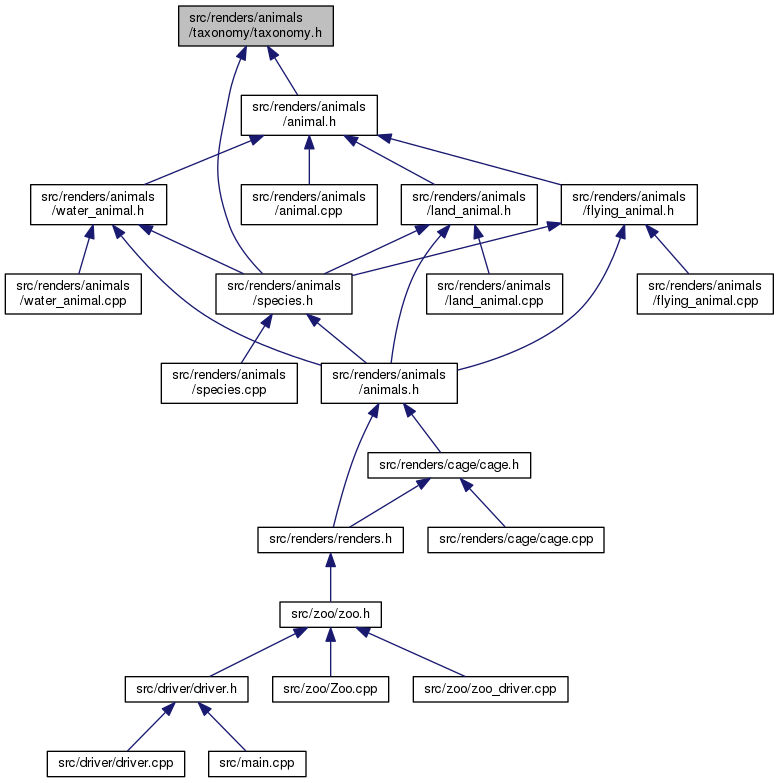 src/renders/animals
/taxonomy/taxonomy.h
src/renders/animals
/animal.h
src/renders/animals
/water_animal.h
src/renders/animals
/animal.cpp
src/renders/animals
/land_animal.h
src/renders/animals
/flying_animal.h
src/renders/animals
/water_animal.cpp
src/renders/animals
/species.h
src/renders/animals
/land_animal.cpp
src/renders/animals
/flying_animal.cpp
src/renders/animals
/species.cpp
src/renders/animals
/animals.h
src/renders/cage/cage.h
src/renders/renders.h
src/renders/cage/cage.cpp
src/zoo/zoo.h
src/driver/driver.h
src/zoo/Zoo.cpp
src/zoo/zoo_driver.cpp
src/driver/driver.cpp
src/main.cpp